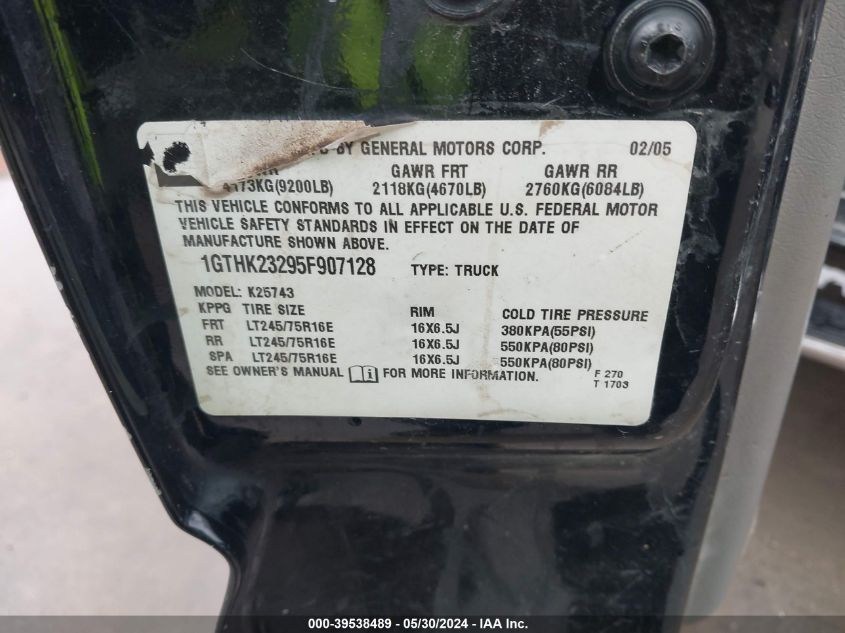 BY GENERAL MOTORS CORP. 02/05
GAWR FRT GAWR RR
(9200LB) 2118KG(4670LB) 2760KG(6084LB)
THIS VEHICLE CONFORMS TO ALL APPLICABLE U.S. FEDERAL MOTOR
VEHICLE SAFETY STANDARDS IN EFFECT ON THE DATE OF
MANUFACTURE SHOWN ABOVE.
1GTHK23295F907128 TYPE: TRUCK
MODEL: K25743
KPPG TIRE SIZE RIM COLD TIRE PRESSURE
FRT LT245/75R16E 16X6.5J 380KPA(55PSI)
RR LT245/75R16E 16X6.5J 550KPA(80PSI)
SPA LT245/75R16E 16X6.5J 550KPA(80PSI)
SEE OWNER'S MANUAL FOR MORE INFORMATION. F 270
T 1703
000-39538489 - 05/30/2024 - IAA Inc.